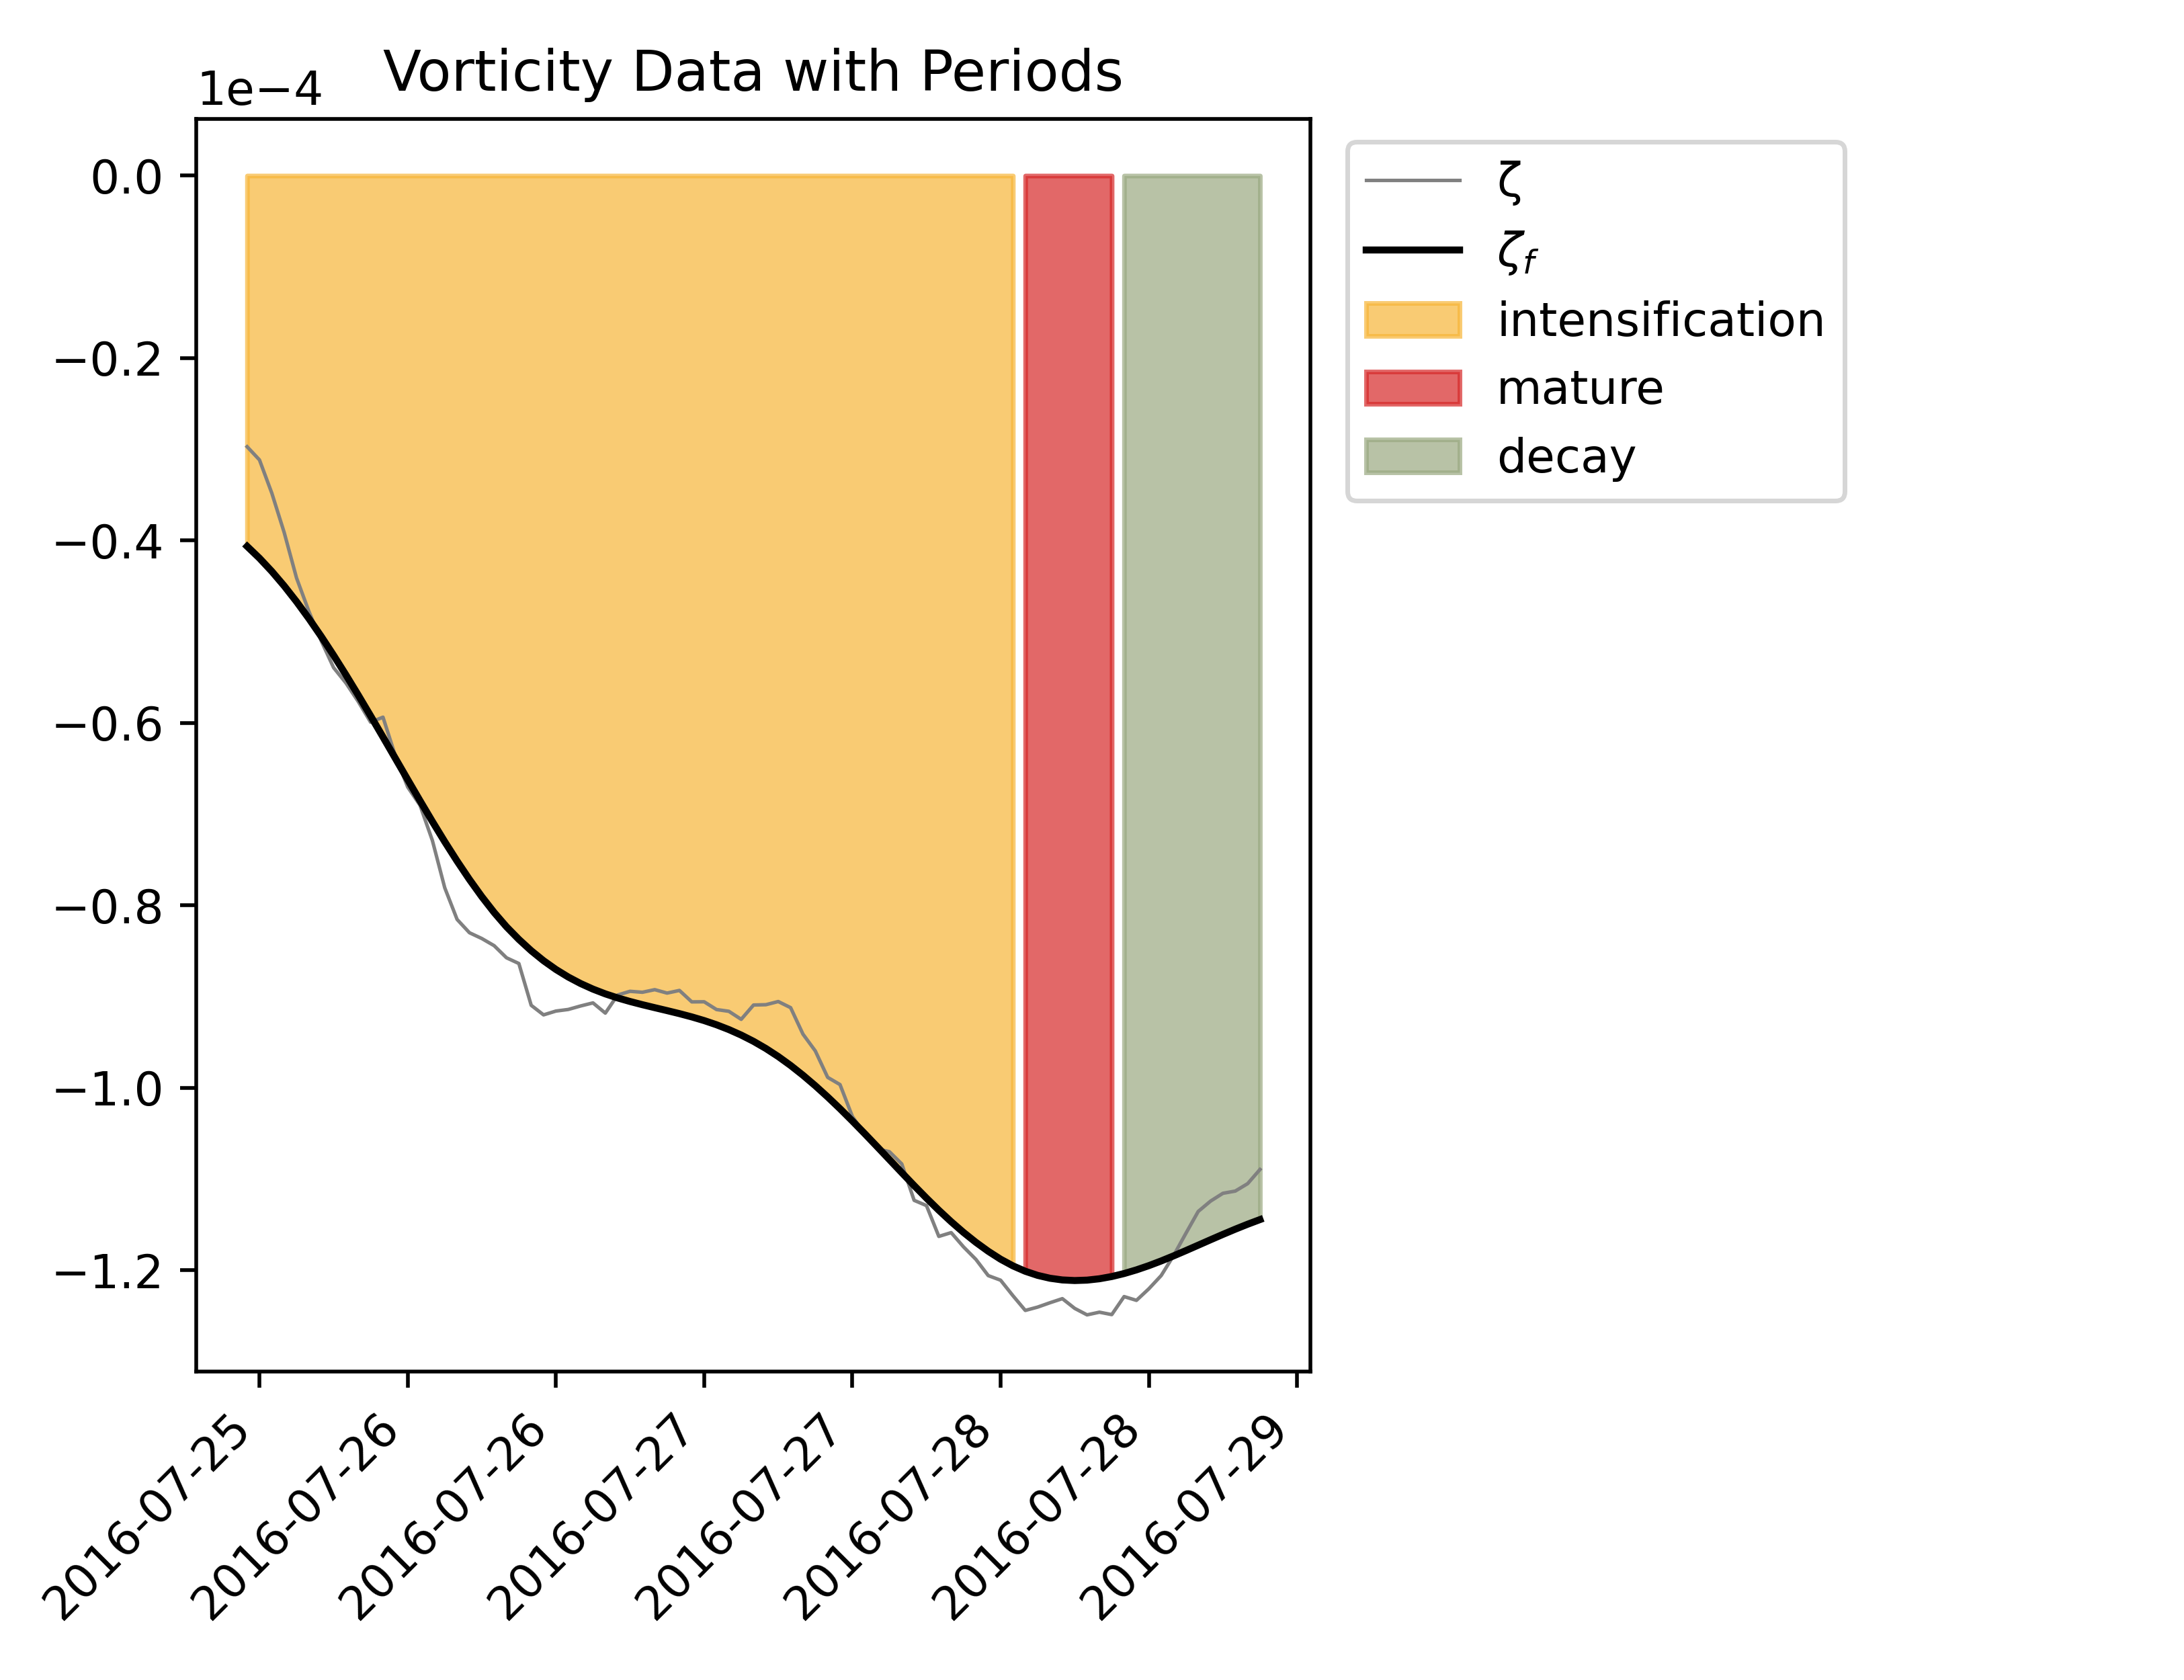 Vorticity Data with Periods
1e−4
0.0
−0.2
−0.4
−0.6
−0.8
−1.0
−1.2
2016-07-25
2016-07-26
2016-07-26
2016-07-27
2016-07-27
2016-07-28
2016-07-28
2016-07-29
ζ
ζf
intensification
mature
decay